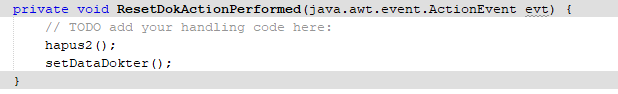 private void ResetDokActionPerformed(java.awt.event.ActionEvent evt) {
// TODO add your handling code here:
hapus2();
setDataDokter();
}